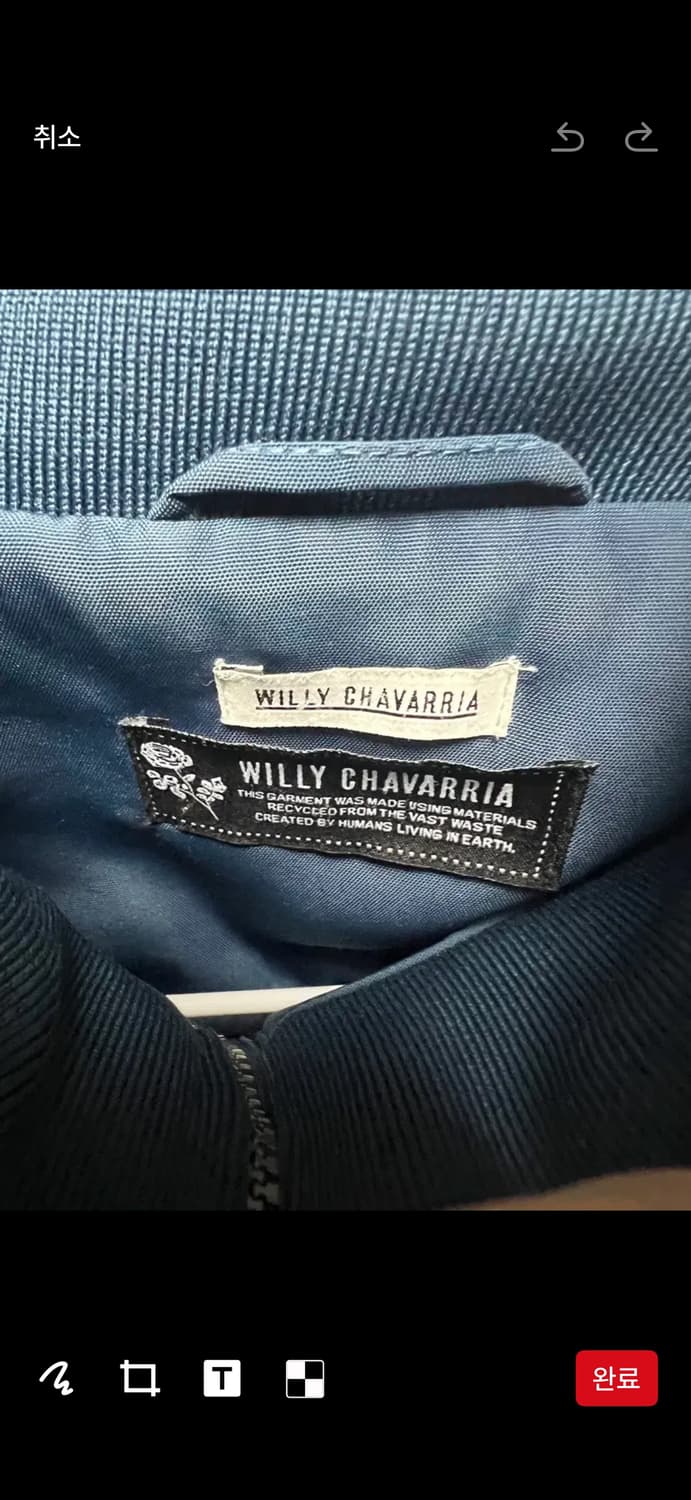 취소
WILLY CHAVARRIA
WILLY CHAVARRIA
THIS GARMENT WAS MADE USING MATERIALS
RECYCLED FROM THE VAST WASTE
CREATED BY HUMANS LIVING IN EARTH.
T
완료